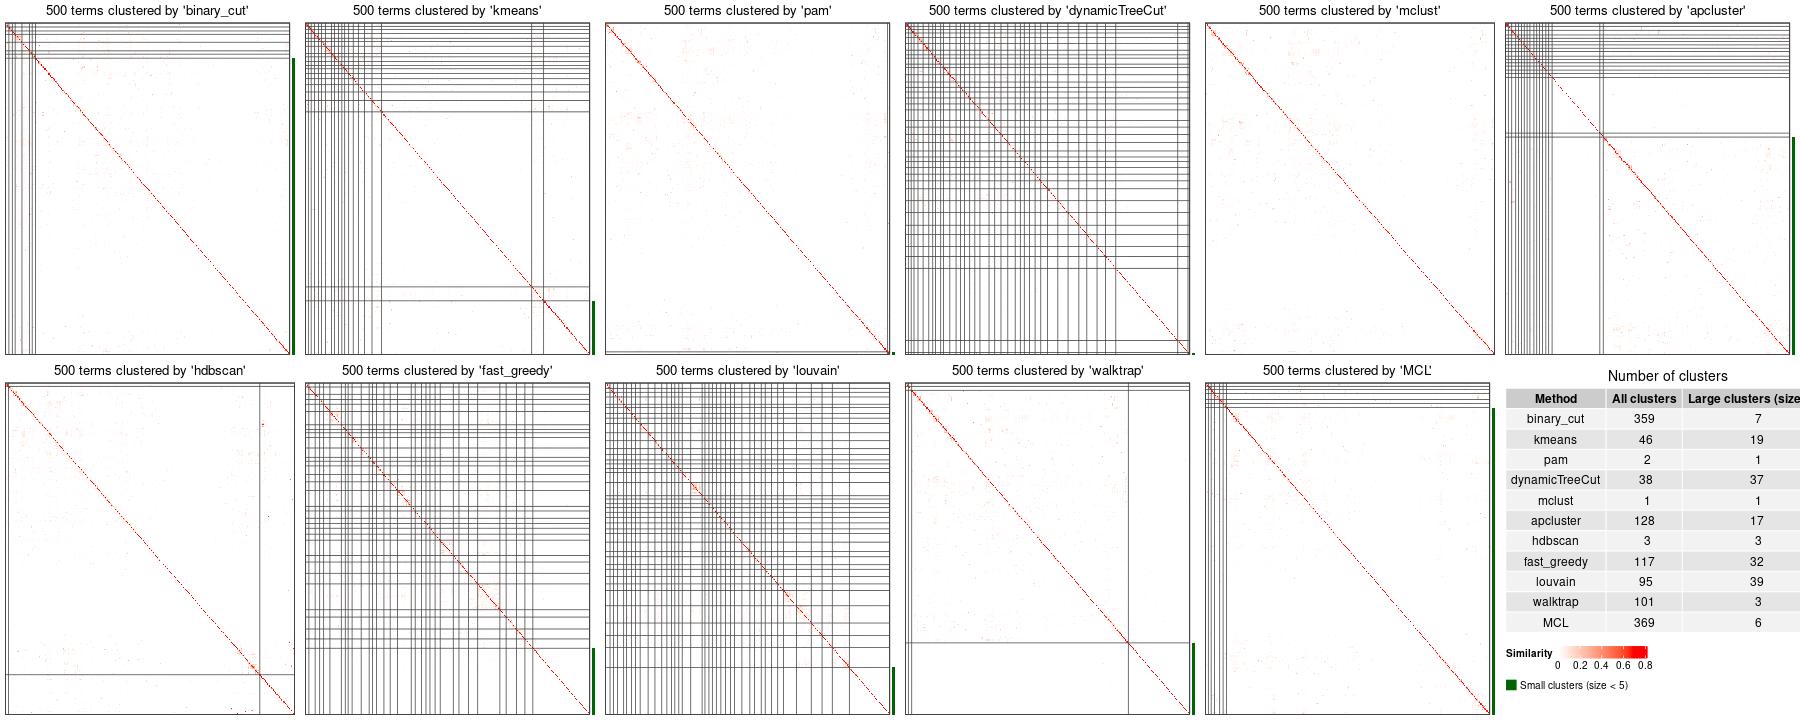 500 terms clustered by 'binary_cut'
500 terms clustered by 'kmeans'
500 terms clustered by 'pam'
500 terms clustered by 'dynamicTreeCut'
500 terms clustered by 'mclust'
500 terms clustered by 'apcluster'
500 terms clustered by 'hdbscan'
500 terms clustered by 'fast_greedy'
500 terms clustered by 'louvain'
500 terms clustered by 'walktrap'
500 terms clustered by 'MCL'
Number of clusters
Method All clusters Large clusters (size
binary_cut 359 7
kmeans 46 19
pam 2 1
dynamicTreeCut 38 37
mclust 1 1
apcluster 128 17
hdbscan 3 3
fast_greedy 117 32
louvain 95 39
walktrap 101 3
MCL 369 6
Similarity
0 0.2 0.4 0.6 0.8
Small clusters (size < 5)